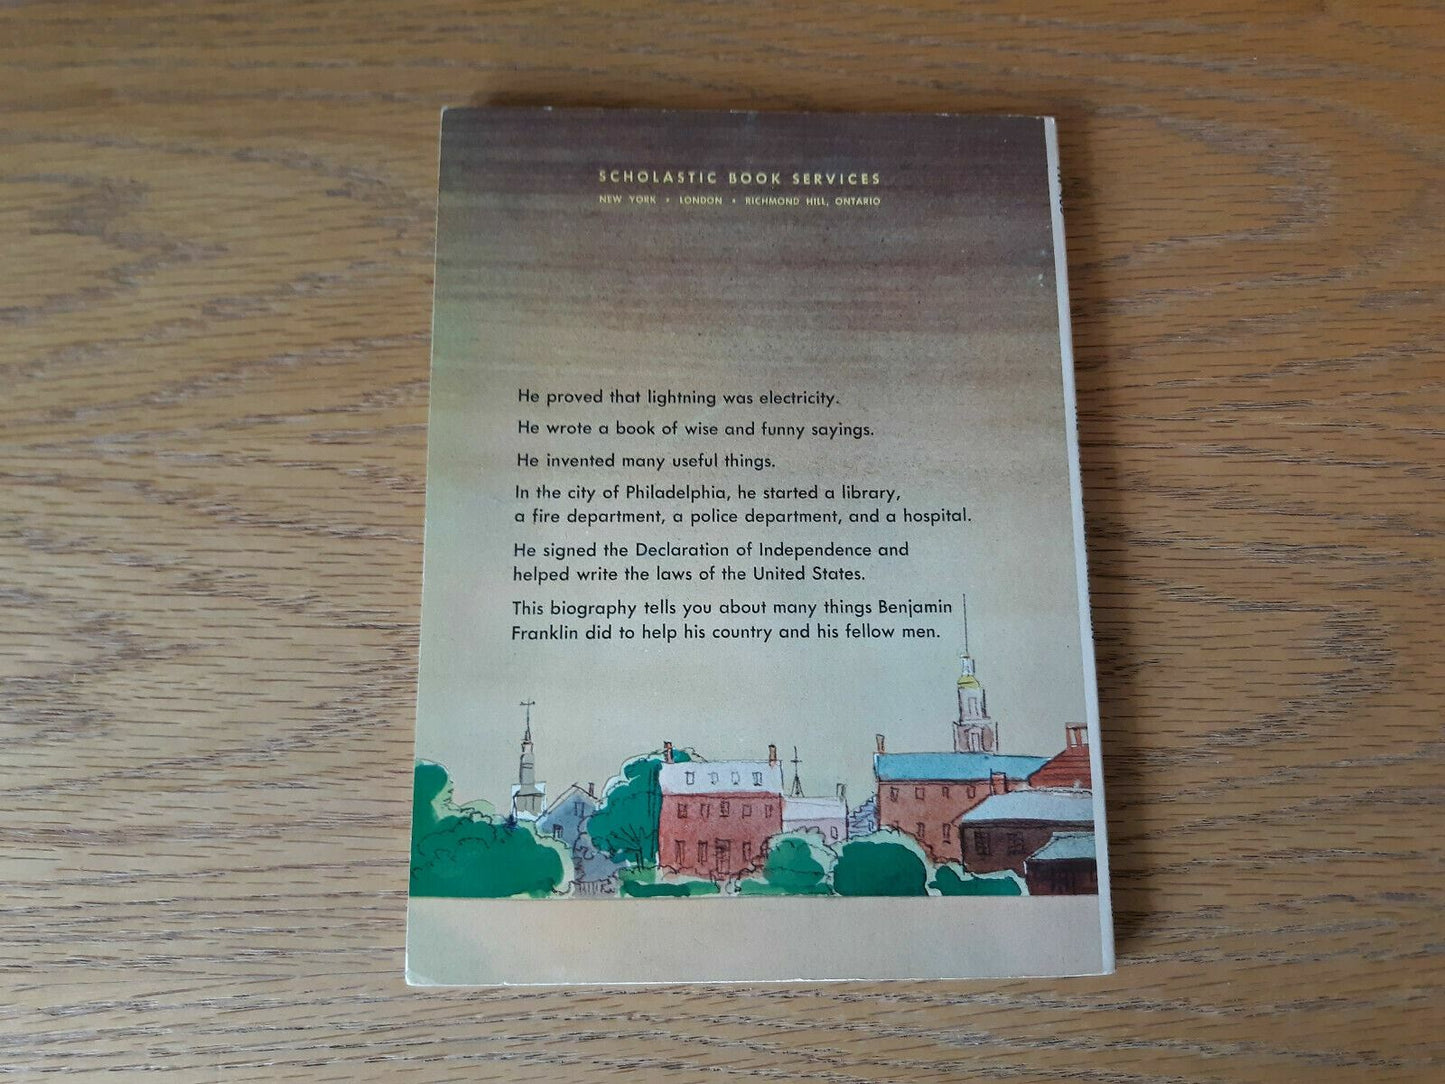 SCHOLASTIC BOOK SERVICES
NEW YORK • LONDON • RICHMOND HILL, ONTARIO
He proved that lightning was electricity.
He wrote a book of wise and funny sayings.
He invented many useful things.
In the city of Philadelphia, he started a library,
a fire department, a police department, and a hospital.
He signed the Declaration of Independence and
helped write the laws of the United States.
This biography tells you about many things Benjamin
Franklin did to help his country and his fellow men.